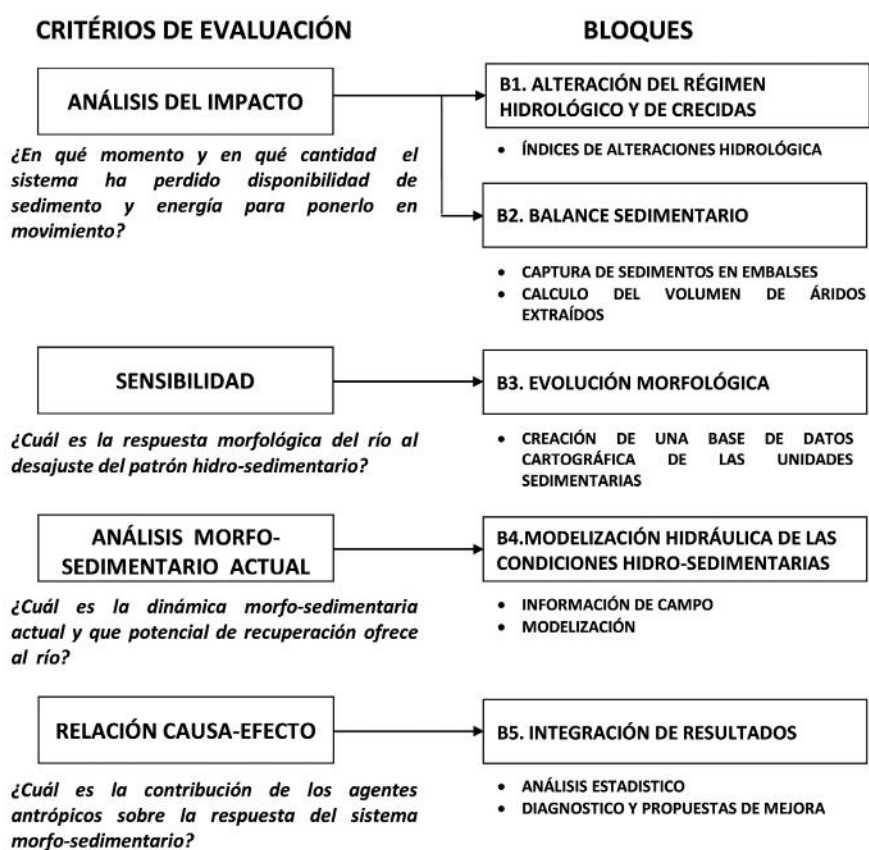 CRITÉRIOS DE EVALUACIÓN
BLOQUES
ANÁLISIS DEL IMPACTO
¿En qué momento y en qué cantidad el
sistema ha perdido disponibilidad de
sedimento y energía para ponerlo en
movimiento?
B1. ALTERACIÓN DEL RÉGIMEN
HIDROLÓGICO Y DE CRECIDAS
• ÍNDICES DE ALTERACIONES HIDROLÓGICA
B2. BALANCE SEDIMENTARIO
• CAPTURA DE SEDIMENTOS EN EMBALSES
• CALCULO DEL VOLUMEN DE ÁRIDOS
EXTRAÍDOS
SENSIBILIDAD
¿Cuál es la respuesta morfológica del río al
desajuste del patrón hidro-sedimentario?
B3. EVOLUCIÓN MORFOLÓGICA
• CREACIÓN DE UNA BASE DE DATOS
CARTOGRÁFICA DE LAS UNIDADES
SEDIMENTARIAS
ANÁLISIS MORFO-
SEDIMENTARIO ACTUAL
¿Cuál es la dinámica morfo-sedimentaria
actual y que potencial de recuperación ofrece
al río?
B4.MODELIZACIÓN HIDRÁULICA DE LAS
CONDICIONES HIDRO-SEDIMENTARIAS
• INFORMACIÓN DE CAMPO
• MODELIZACIÓN
RELACIÓN CAUSA-EFECTO
¿Cuál es la contribución de los agentes
antrópicos sobre la respuesta del sistema
morfo-sedimentario?
B5. INTEGRACIÓN DE RESULTADOS
• ANÁLISIS ESTADISTICO
• DIAGNOSTICO Y PROPUESTAS DE MEJORA